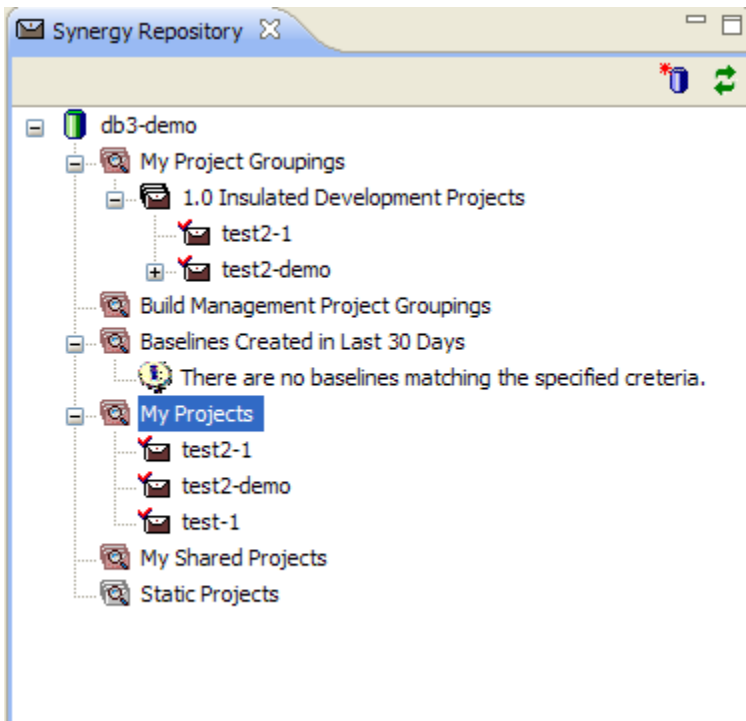 Synergy Repository
db3-demo
My Project Groupings
1.0 Insulated Development Projects
test2-1
test2-demo
Build Management Project Groupings
Baselines Created in Last 30 Days
There are no baselines matching the specified creteria.
My Projects
test2-1
test2-demo
test-1
My Shared Projects
Static Projects